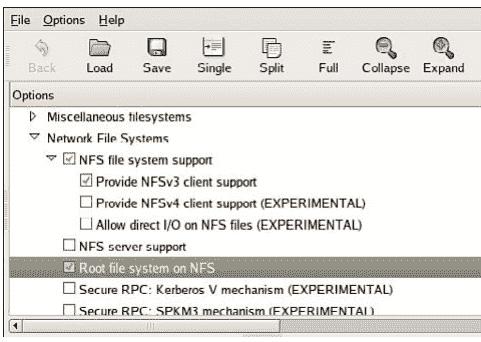 File Options Help
Back Load Save Single Split Full Collapse Expand
Options
Miscellaneous filesystems
Network File Systems
NFS file system support
Provide NFSv3 client support
Provide NFSv4 client support (EXPERIMENTAL)
Allow direct I/O on NFS files (EXPERIMENTAL)
NFS server support
Root file system on NFS
Secure RPC: Kerberos V mechanism (EXPERIMENTAL)
Secure RPC: SPKM3 mechanism (EXPERIMENTAL)